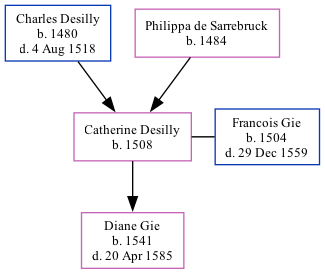 Charles Desilly
b. 1480
d. 4 Aug 1518
Philippa de Sarrebruck
b. 1484
Catherine Desilly
b. 1508
Francois Gie
b. 1504
d. 29 Dec 1559
Diane Gie
b. 1541
d. 20 Apr 1585